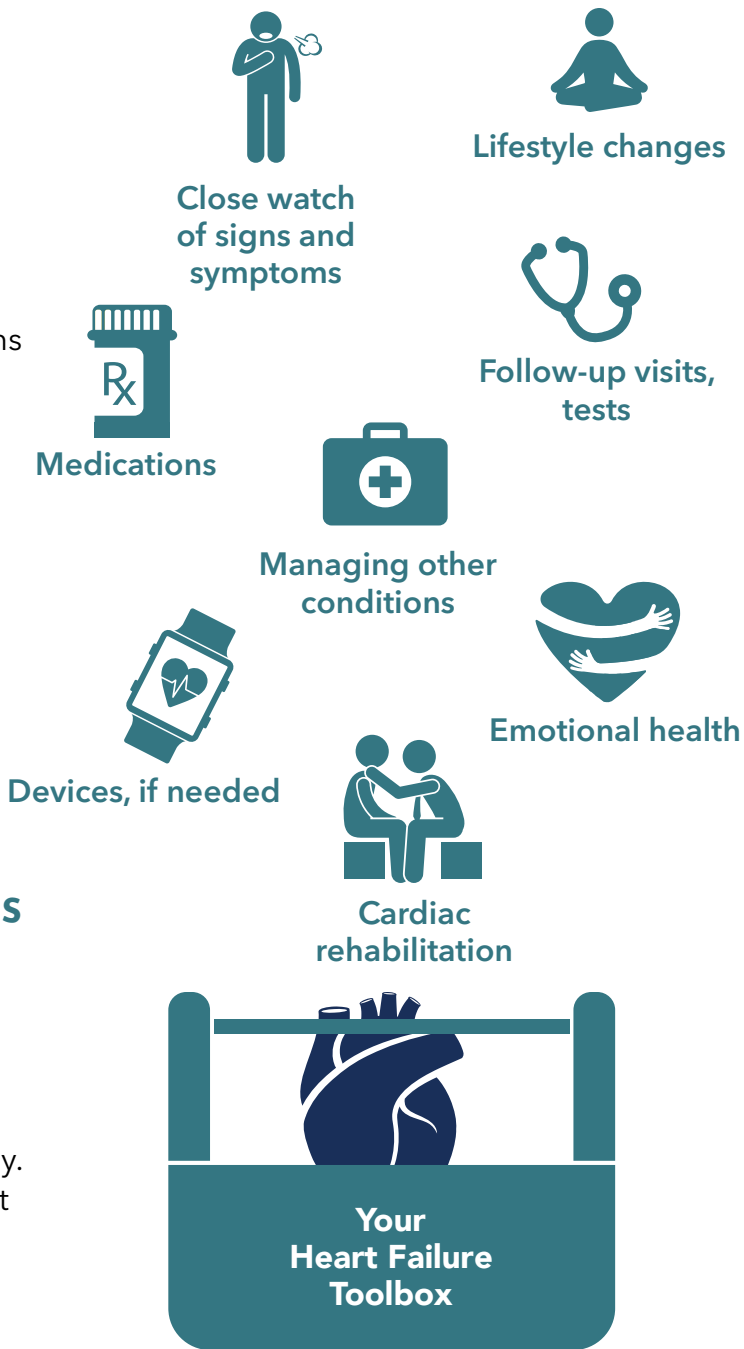 Lifestyle changes
Close watch
of signs and
symptoms
Rx
Medications
Follow-up visits,
tests
Managing other
conditions
Emotional health
Devices, if needed
Cardiac
rehabilitation
s
y.
t
Your
Heart Failure
Toolbox